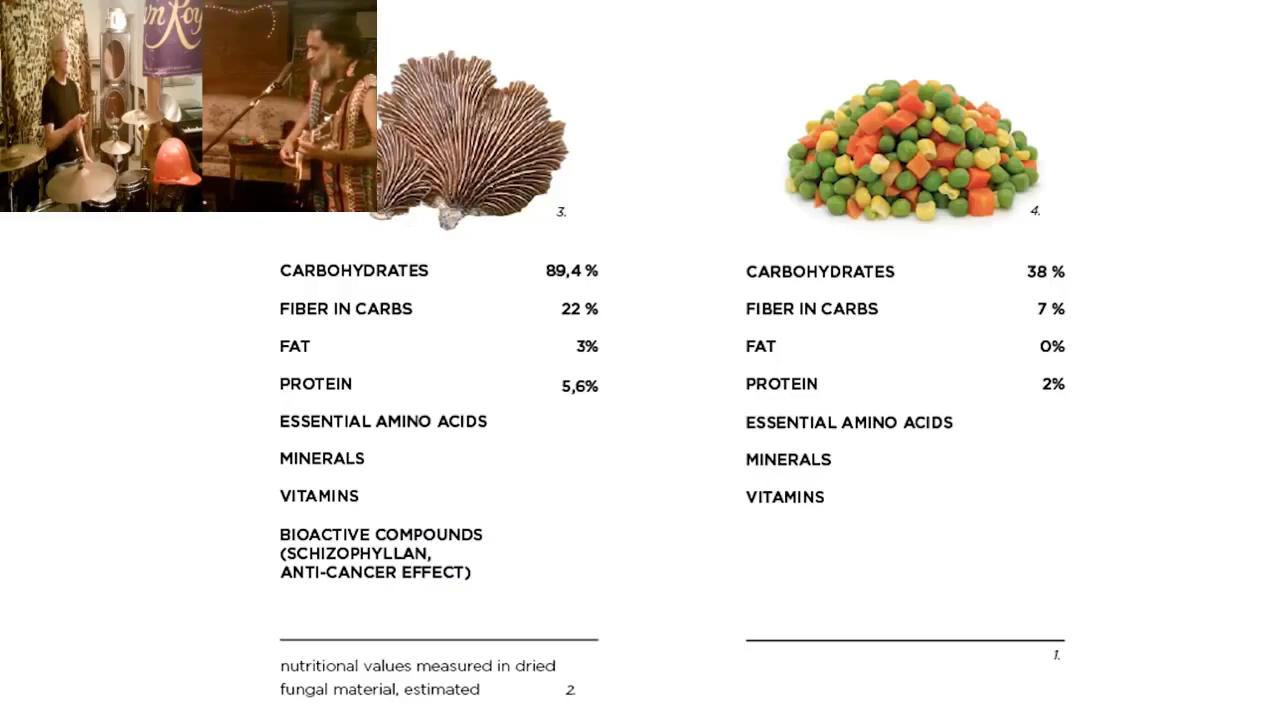 3.
CARBOHYDRATES 89,4 %
FIBER IN CARBS 22 %
FAT 3%
PROTEIN 5,6%
ESSENTIAL AMINO ACIDS
MINERALS
VITAMINS
BIOACTIVE COMPOUNDS
(SCHIZOPHYLLAN,
ANTI-CANCER EFFECT)
nutritional values measured in dried
fungal material, estimated 2.
4.
CARBOHYDRATES 38 %
FIBER IN CARBS 7 %
FAT 0%
PROTEIN 2%
ESSENTIAL AMINO ACIDS
MINERALS
VITAMINS
1.